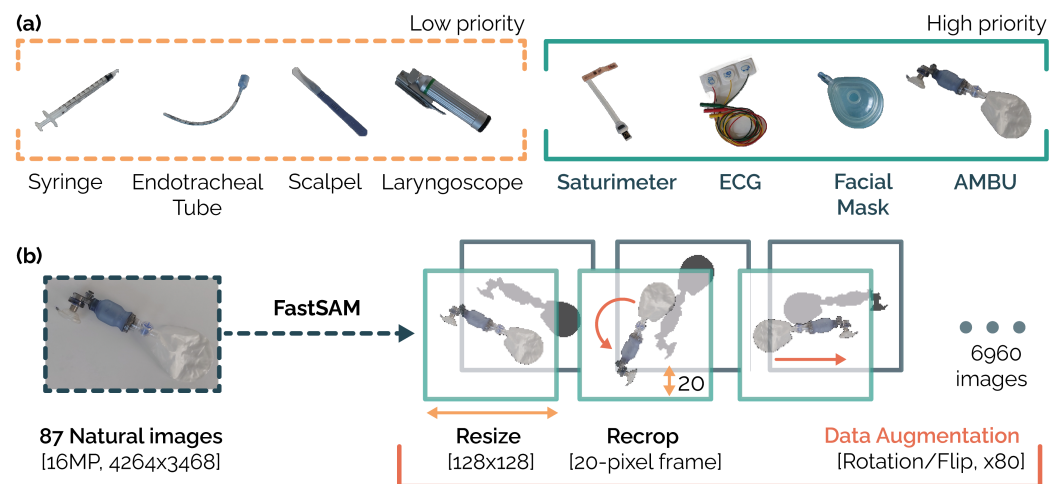 (a)
Low priority
High priority
Syringe
Endotracheal
Tube
Scalpel
Laryngoscope
Saturimeter
ECG
Facial
Mask
AMBU
(b)
FastSAM
20
6960
images
87 Natural images
[16MP, 4264x3468]
Resize
[128x128]
Recrop
[20-pixel frame]
Data Augmentation
[Rotation/Flip, x80]